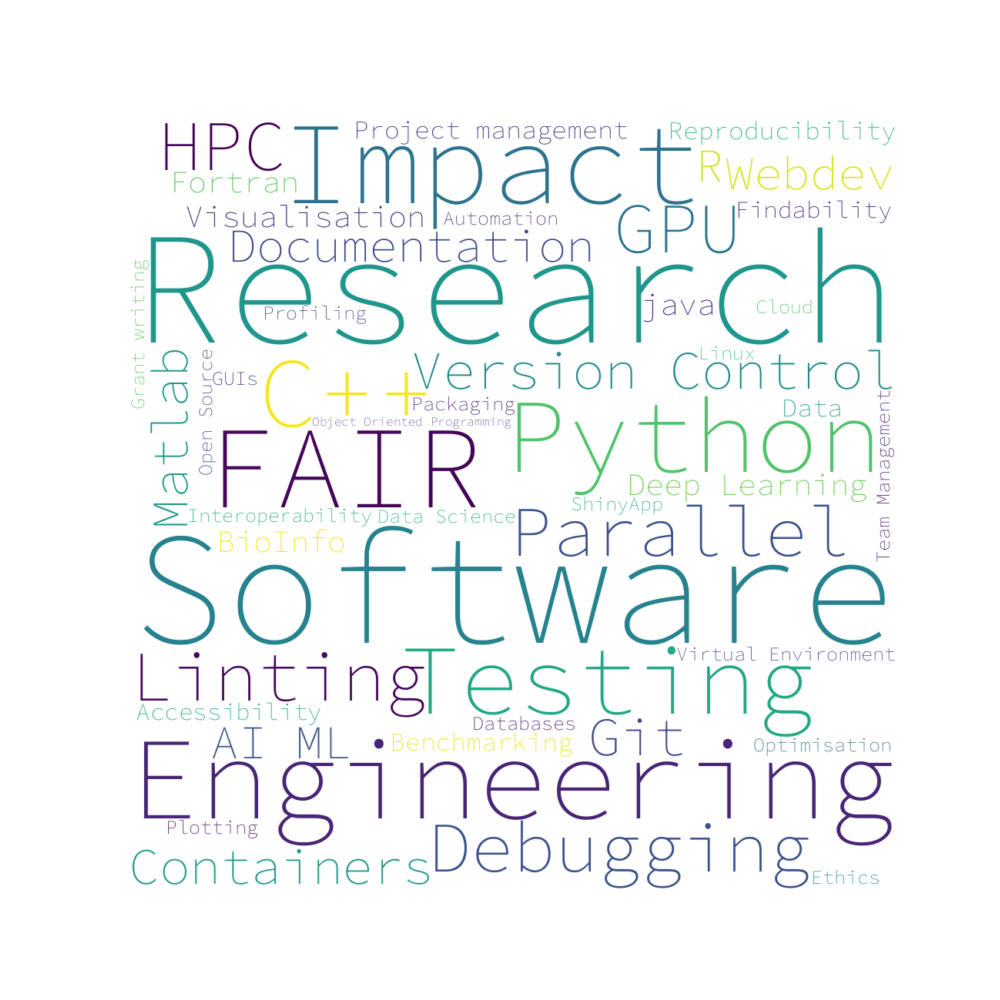 HPC
Impact
Project management
Reproducibility
Fortran
R
Webdev
Visualisation
Automation
GPU
Findability
Documentation
Research
Grant writing
Profiling
java
Cloud
Matlab
Open Source
GUIs
C++
Version Control
Linux
Packaging
Object Oriented Programming
Python
Data
Team Management
FAIR
Deep Learning
ShinyApp
Interoperability
Data Science
Parallel
BioInfo
Software
Linting
Testing
Virtual Environment
Accessibility
Databases
AI ML
Benchmarking
Git
Optimisation
Engineering
Plotting
Debugging
Containers
Ethics